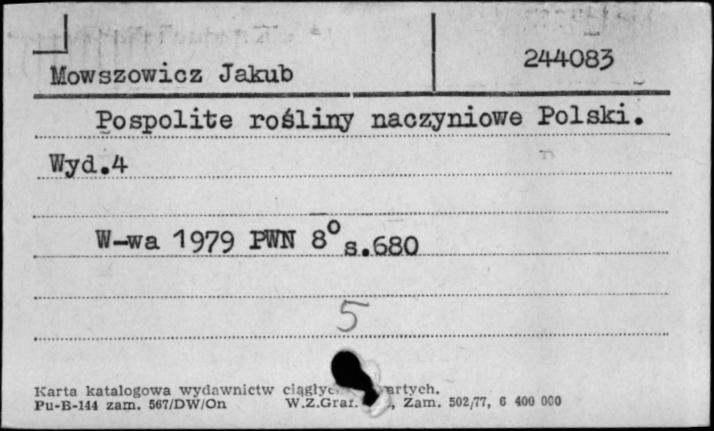 Mowszowicz Jakub 244083
Pospolite rośliny naczyniowe Polski.
Wyd.4
W-wa 1979 PWN 8° s.680
5
Karta katalogowa wydawnictw
Pu-B-144 zam. 567/DW/On W.Z.Graf. Zam. 502/77, 6 400 000